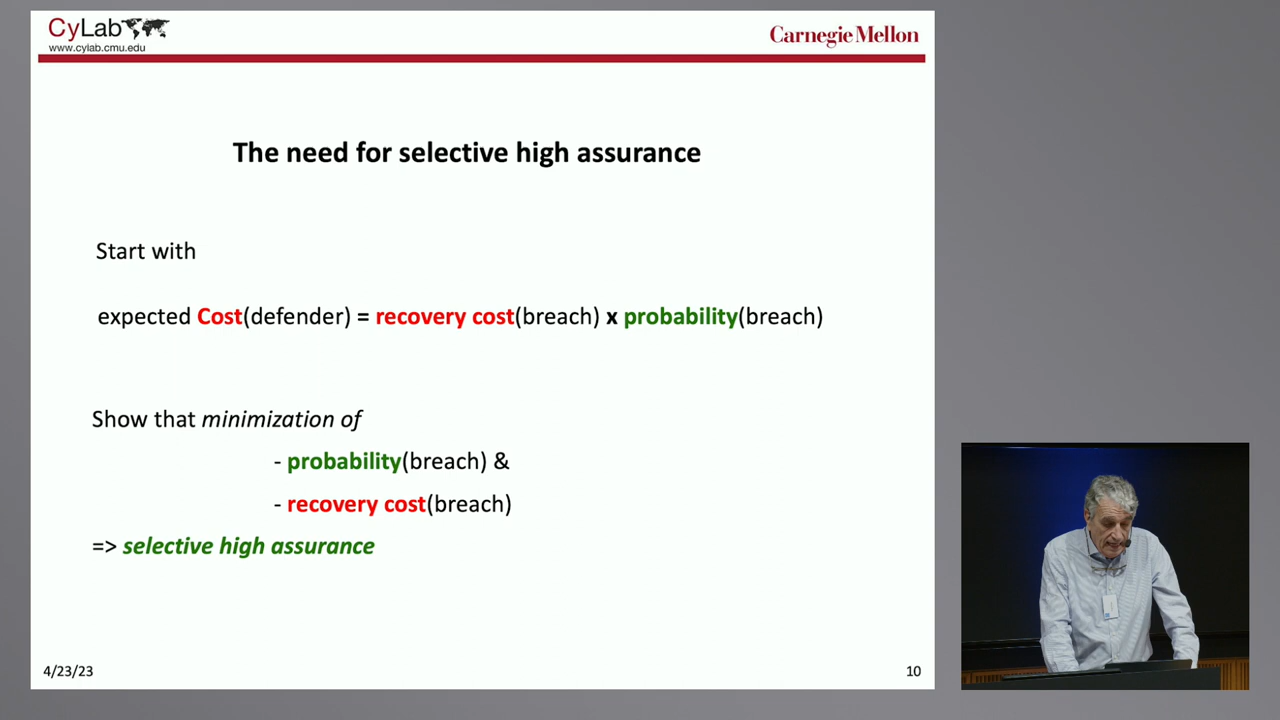 CyLab
www.cylab.cmu.edu
Carnegie Mellon
The need for selective high assurance
Start with
expected Cost(defender) = recovery cost(breach) x probability(breach)
Show that minimization of
- probability(breach) &
- recovery cost(breach)
=> selective high assurance
4/23/23
10